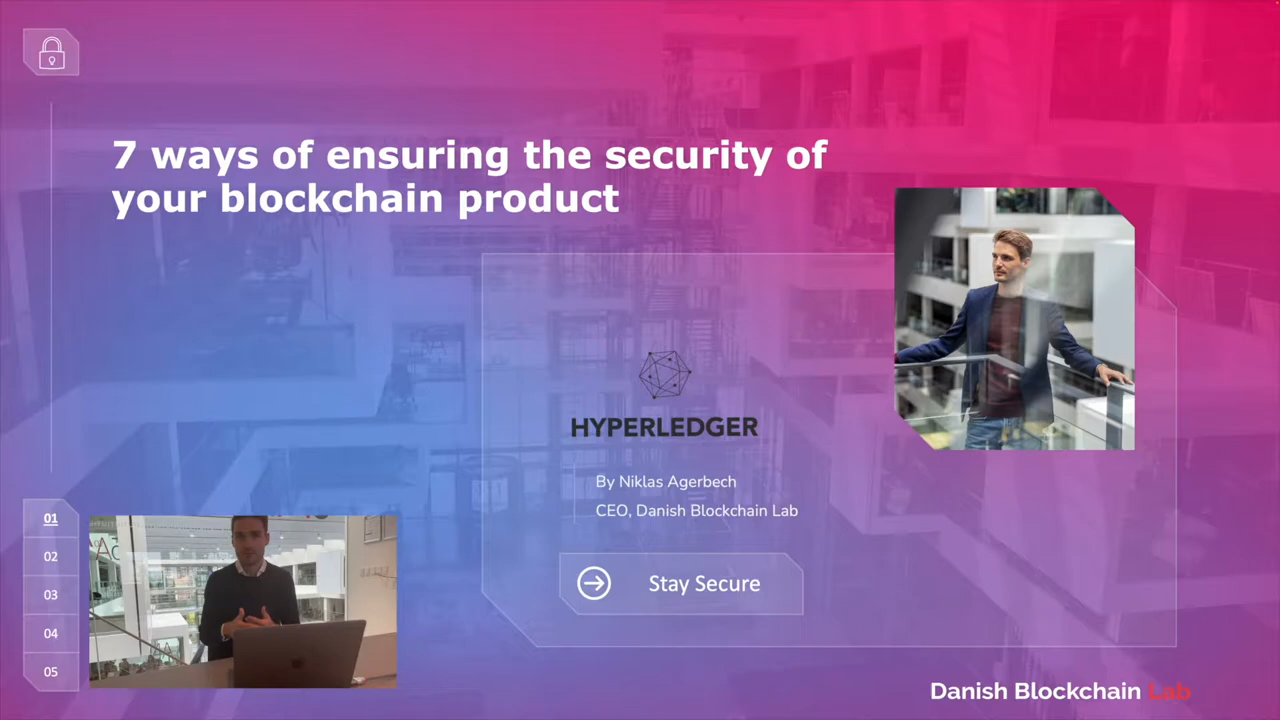 7 ways of ensuring the security of
your blockchain product
HYPERLEDGER
By Niklas Agerbech
CEO, Danish Blockchain Lab
Stay Secure
01
02
03
04
05
Danish Blockchain Lab